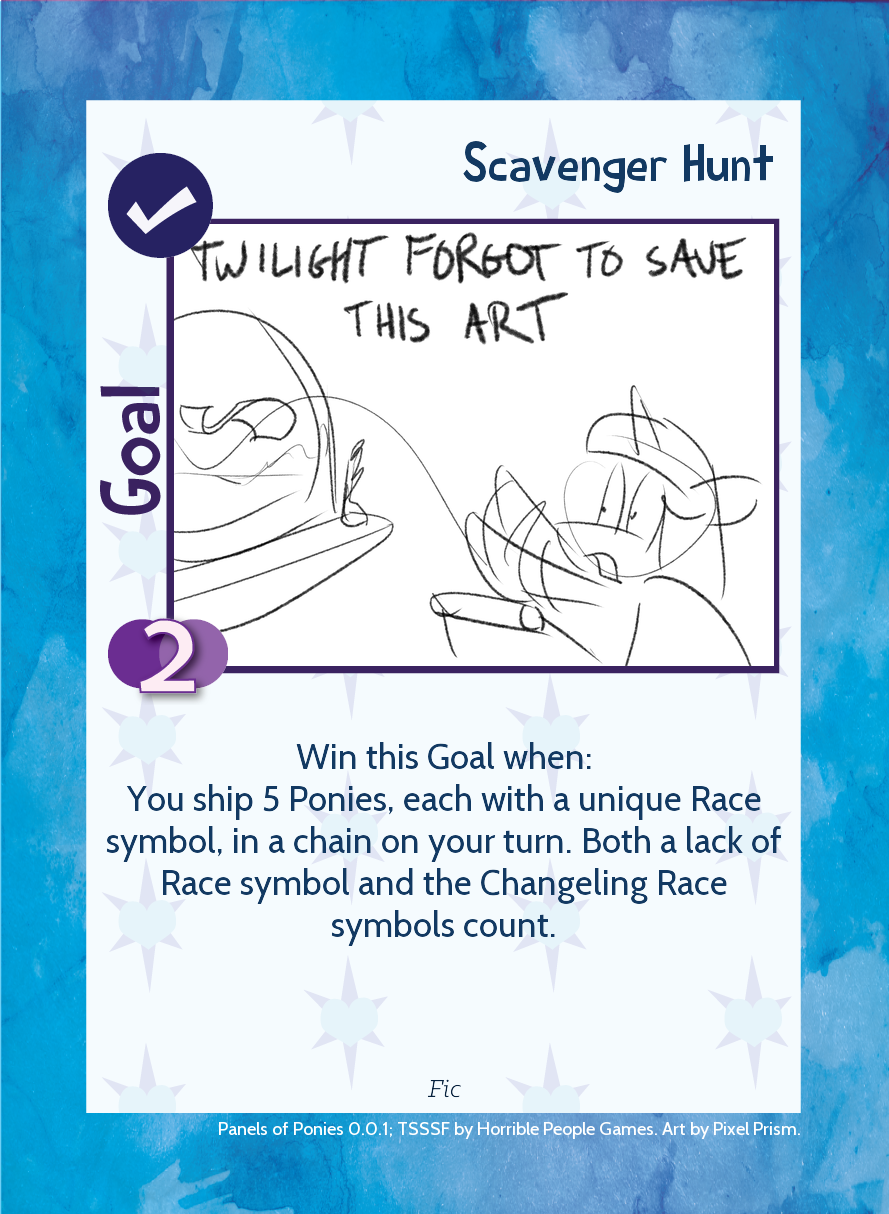 Scavenger Hunt
TWILIGHT FORGOT TO SAVE
THIS ART
Goal
2
Win this Goal when:
You ship 5 Ponies, each with a unique Race
symbol, in a chain on your turn. Both a lack of
Race symbol and the Changeling Race
symbols count.
Fic
Panels of Ponies 0.0.1; TSSSF by Horrible People Games. Art by Pixel Prism.